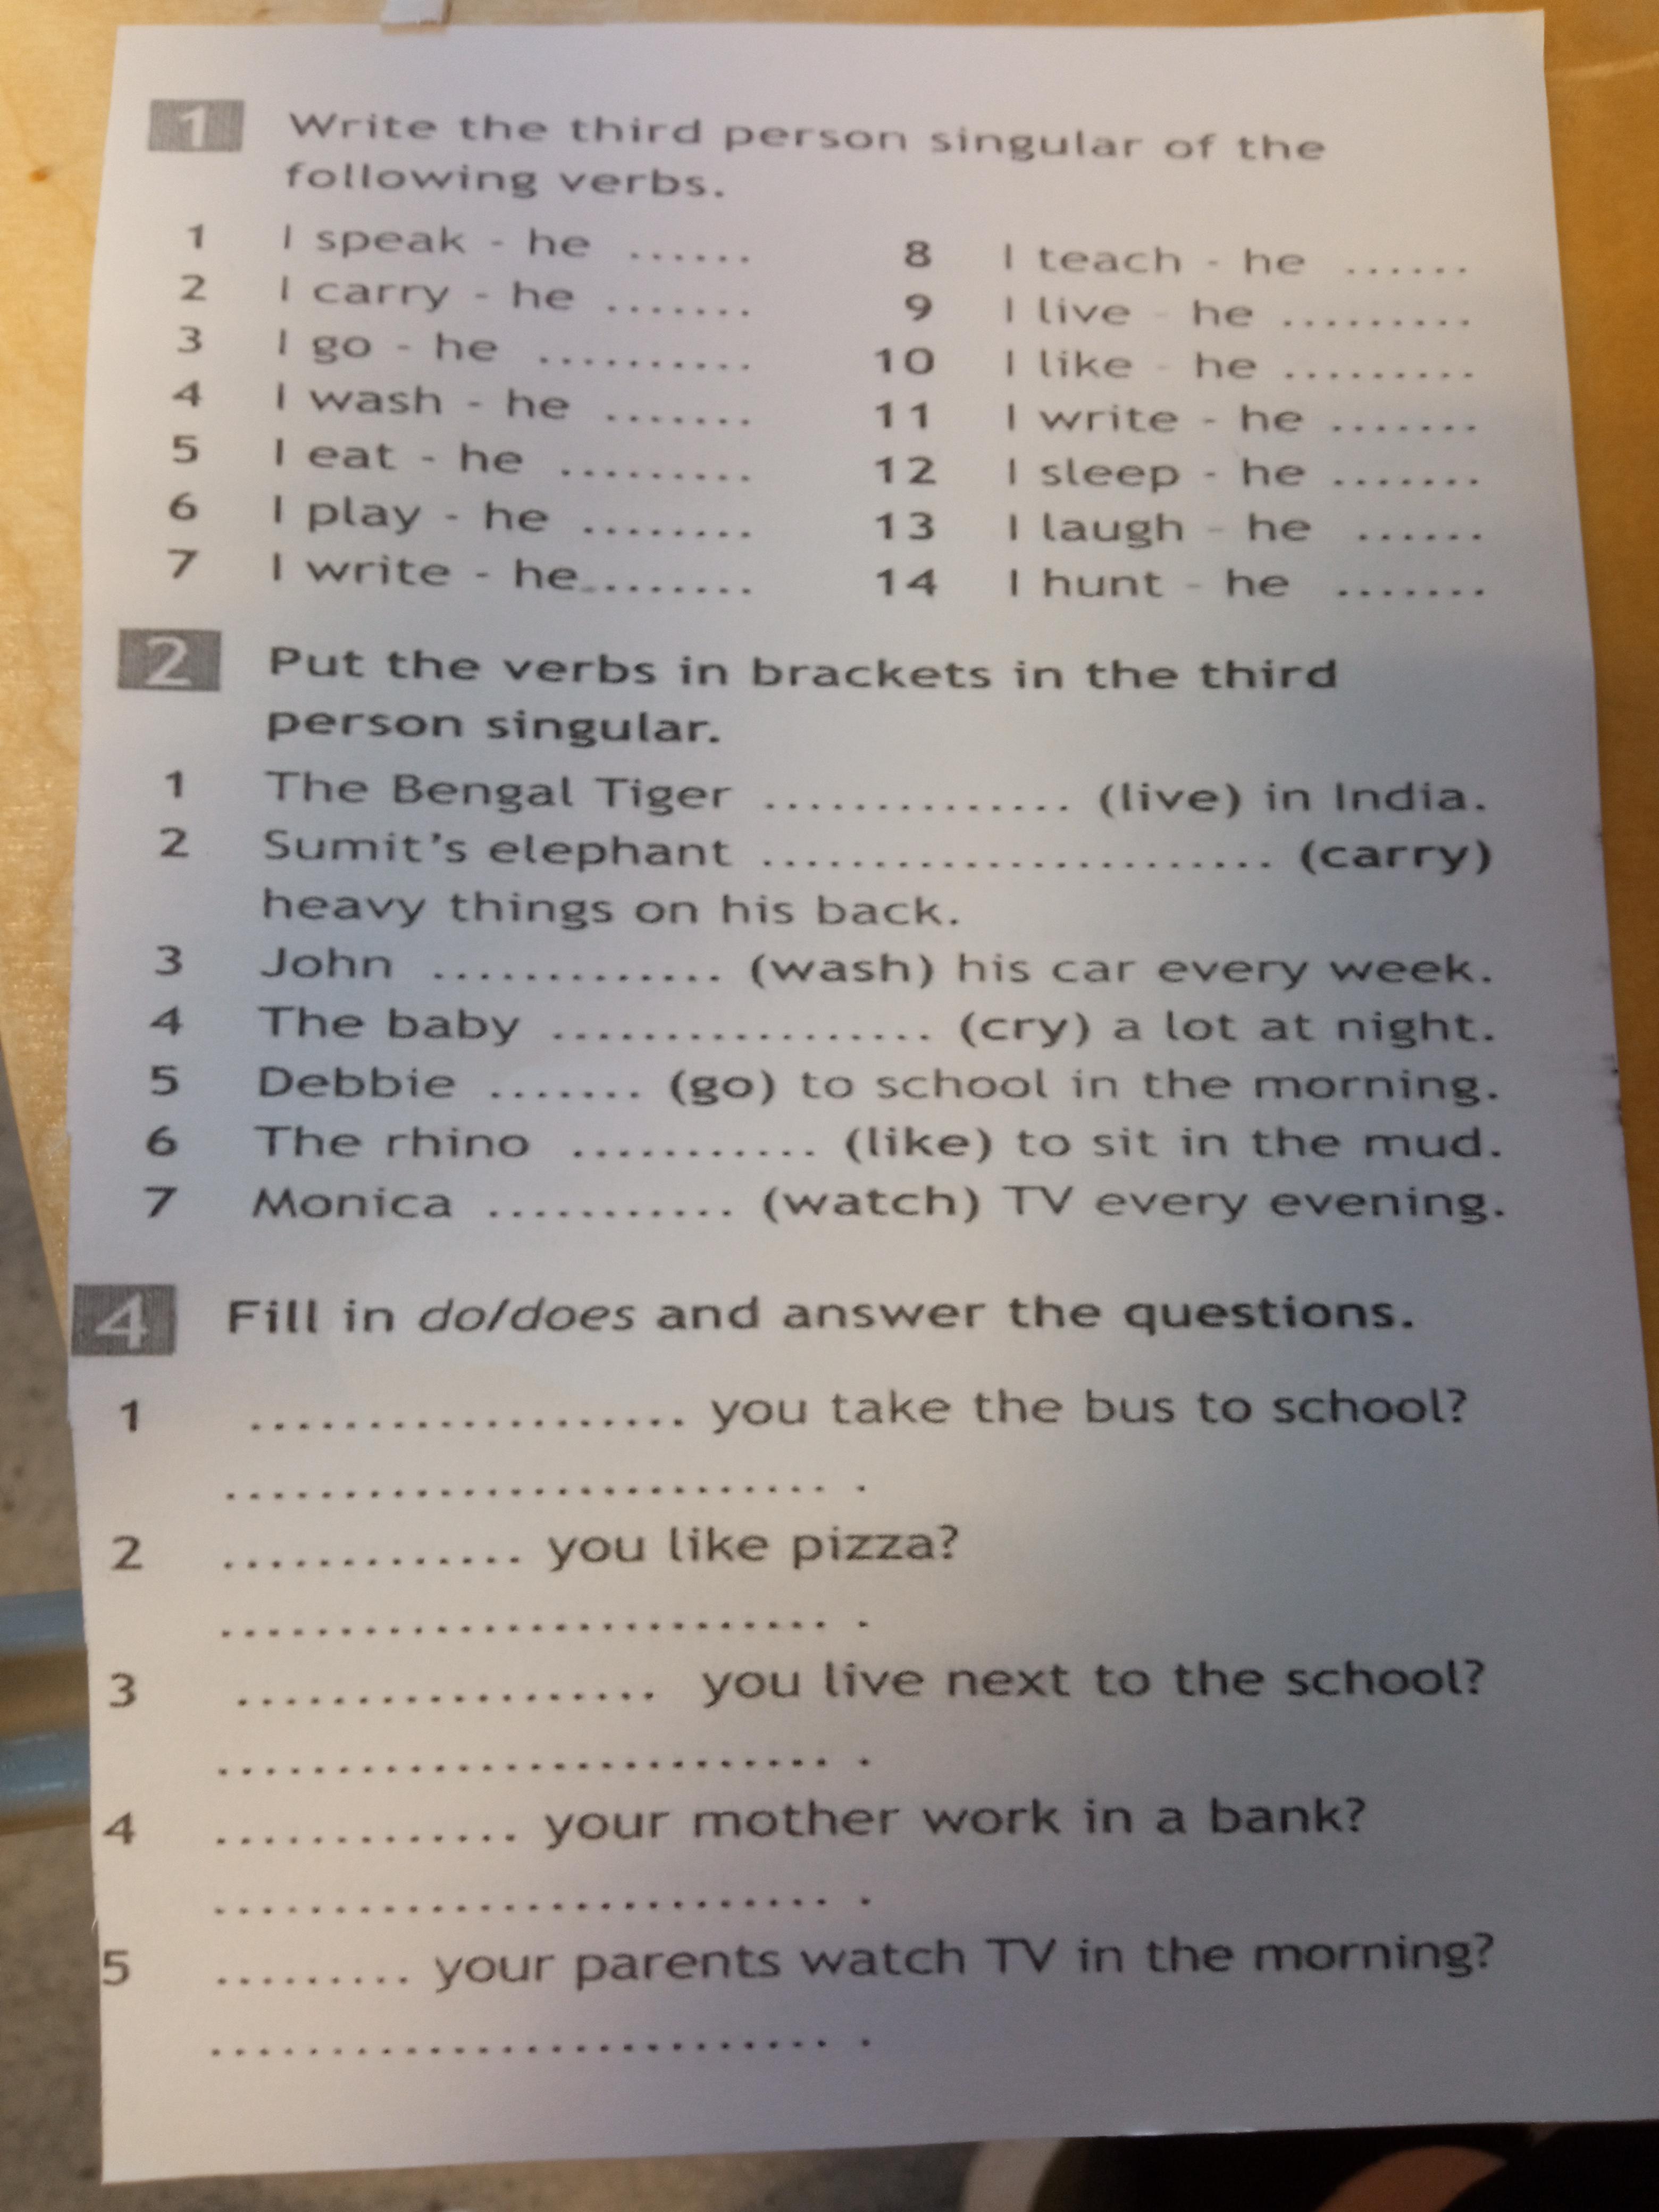 1 Write the third person singular of the
following verbs.
1 I speak - he ......
2 I carry - he .......
3 I go - he ..........
4 I wash - he .......
5 I eat - he .........
6 I play - he ........
7 I write - he.........
8 I teach - he ......
9 I live - he .........
10 I like - he .........
11 I write - he .......
12 I sleep - he .......
13 I laugh - he ......
14 I hunt - he .......
2 Put the verbs in brackets in the third
person singular.
1 The Bengal Tiger .............. (live) in India.
2 Sumit's elephant ........................ (carry)
heavy things on his back.
3 John ............. (wash) his car every week.
4 The baby .................. (cry) a lot at night.
5 Debbie ....... (go) to school in the morning.
6 The rhino ........... (like) to sit in the mud.
7 Monica ........... (watch) TV every evening.
4 Fill in do/does and answer the questions.
1 ................... you take the bus to school?
.......................... .
2 ............. you like pizza?
.......................... .
3 .................. you live next to the school?
.......................... .
4 ............. your mother work in a bank?
.......................... .
5 ......... your parents watch TV in the morning?
.......................... .